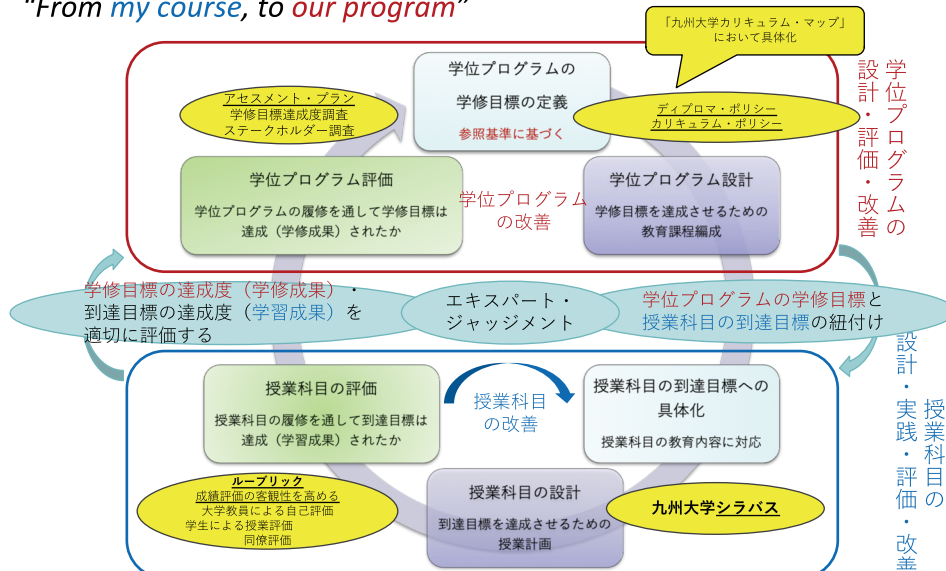 “From my course, to our program”
「九州大学カリキュラム・マップ」
において具体化
学位プログラムの
学修目標の定義
参照基準に基づく
アセスメント・プラン
学修目標達成度調査
ステークホルダー調査
ディプロマ・ポリシー
カリキュラム・ポリシー
学位プログラムの
設計・評価・改善
学位プログラム評価
学位プログラムの履修を通して学修目標は
達成（学修成果）されたか
学位プログラム
の改善
学位プログラム設計
学修目標を達成させるための
教育課程編成
学修目標の達成度（学修成果）・
到達目標の達成度（学習成果）を
適切に評価する
エキスパート・
ジャッジメント
学位プログラムの学修目標と
授業科目の到達目標の紐付け
授業科目の評価
授業科目の履修を通して到達目標は
達成（学習成果）されたか
授業科目
の改善
授業科目の到達目標への
具体化
授業科目の教育内容に対応
授業科目の
設計・実践・評価・改善
ルーブリック
成績評価の客観性を高める
大学教員による自己評価
学生による授業評価
同僚評価
授業科目の設計
到達目標を達成させるための
授業計画
九州大学シラバス